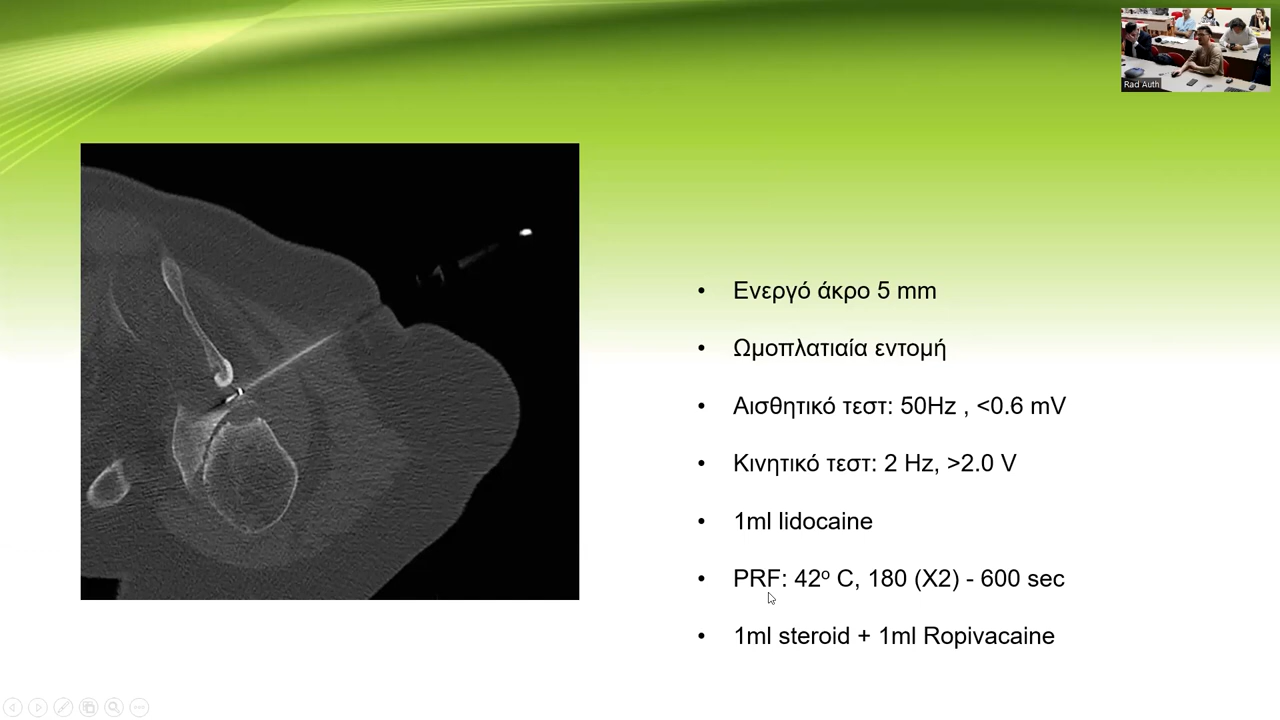 Rad Auth
Ενεργό άκρο 5 mm
Ωμοπλατιαία εντομή
Αισθητικό τεστ: 50Hz , <0.6 mV
Κινητικό τεστ: 2 Hz, >2.0 V
1ml lidocaine
PRF: 42º C, 180 (X2) - 600 sec
1ml steroid + 1ml Ropivacaine